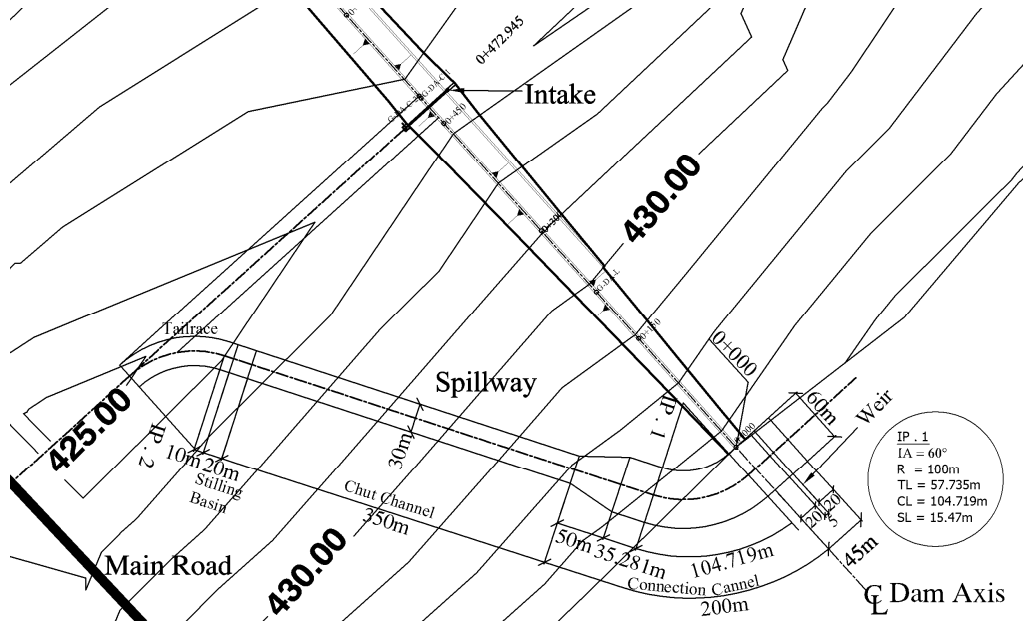 0+472.945
Intake
0+450
430.00
0+000
IP . 1
60m
Weir
Tailrace
Spillway
425.00
IP . 2
10m
20m
Stilling
Basin
30m
Chut Channel
350m
Main Road
430.00
50m
35.281m
104.719m
Connection Cannel
200m
20
5
120
45m
℄ Dam Axis
IP . 1
IA = 60°
R = 100m
TL = 57.735m
CL = 104.719m
SL = 15.47m